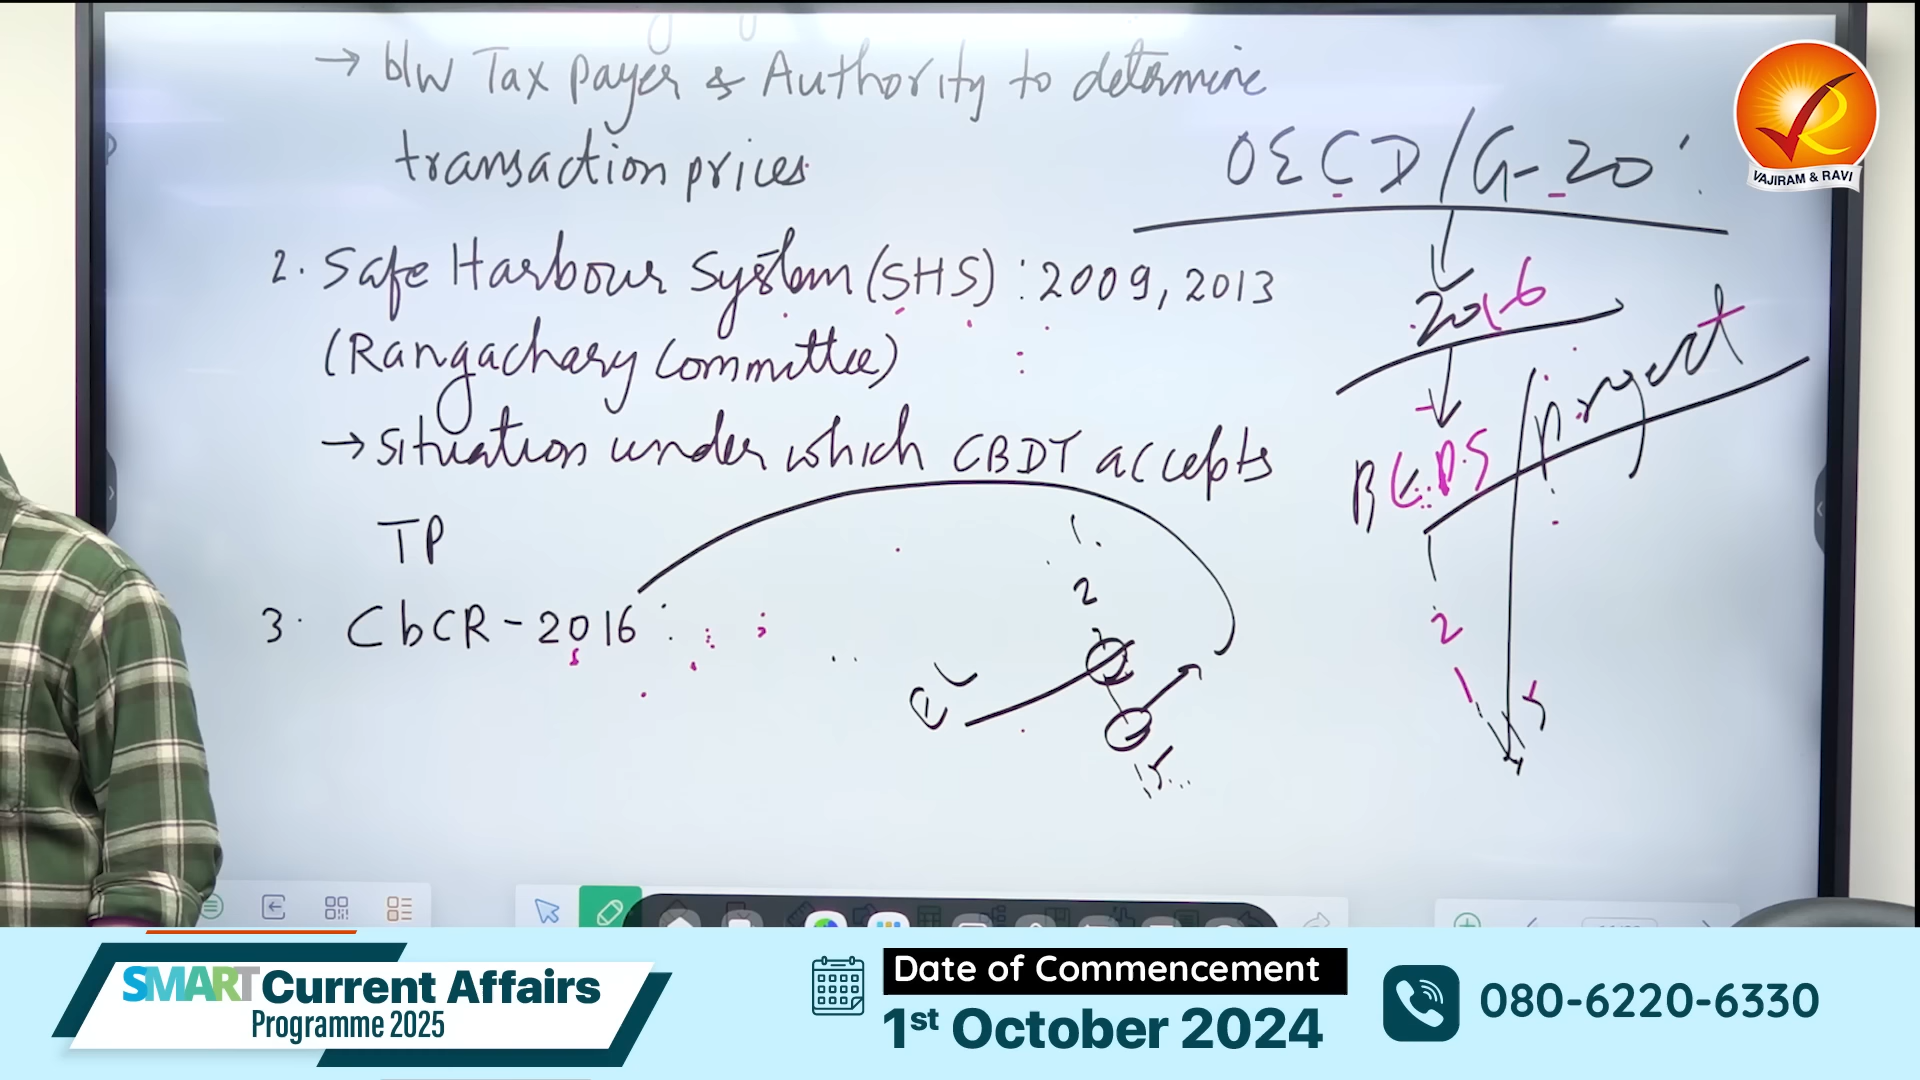 → b/w Tax payer & Authority to determine
transaction prices
2. Safe Harbour System (SHS) : 2009, 2013
(Rangachary Committee)
→ situation under which CBDT accepts
TP
3. CbCR - 2016 :
1.
2
15...
OECD/G-20
2016
BEPS/project
2
1
VAJIRAM & RAVI
SMART Current Affairs
Programme 2025
Date of Commencement
1st October 2024
080-6220-6330